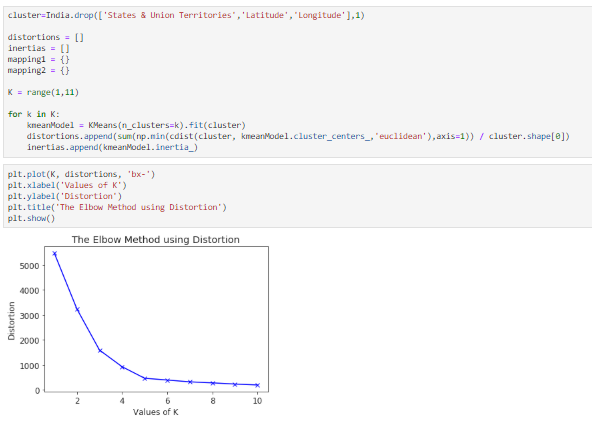 cluster=India.drop(['States & Union Territories','Latitude','Longitude'],1)
distortions = []
inertias = []
mapping1 = {}
mapping2 = {}
K = range(1,11)
for k in K:
kmeanModel = KMeans(n_clusters=k).fit(cluster)
distortions.append(sum(np.min(cdist(cluster, kmeanModel.cluster_centers_,'euclidean'),axis=1)) / cluster.shape[0])
inertias.append(kmeanModel.inertia_)
plt.plot(K, distortions, 'bx-')
plt.xlabel('Values of K')
plt.ylabel('Distortion')
plt.title('The Elbow Method using Distortion')
plt.show()
The Elbow Method using Distortion
5000
4000
3000
2000
1000
0
Distortion
2 4 6 8 10
Values of K